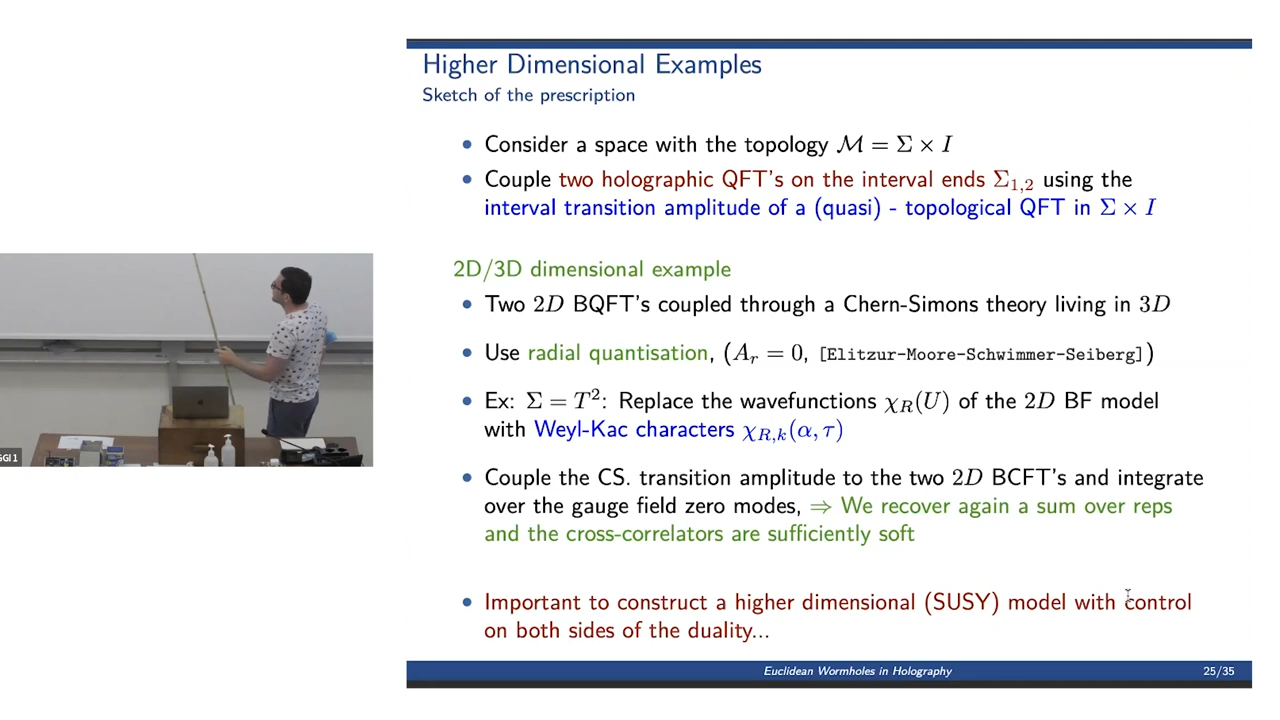 Higher Dimensional Examples
Sketch of the prescription
• Consider a space with the topology ℳ = Σ × I
• Couple two holographic QFT's on the interval ends Σ₁,₂ using the
interval transition amplitude of a (quasi) - topological QFT in Σ × I
2D/3D dimensional example
• Two 2D BQFT's coupled through a Chern-Simons theory living in 3D
• Use radial quantisation, (A_r = 0, [Elitzur-Moore-Schwimmer-Seiberg])
• Ex: Σ = T²: Replace the wavefunctions χ_R(U) of the 2D BF model
with Weyl-Kac characters χ_{R,k}(α, τ)
• Couple the CS. transition amplitude to the two 2D BCFT's and integrate
over the gauge field zero modes, ⇒ We recover again a sum over reps
and the cross-correlators are sufficiently soft
• Important to construct a higher dimensional (SUSY) model with control
on both sides of the duality...
Euclidean Wormholes in Holography 25/35
GGI 1